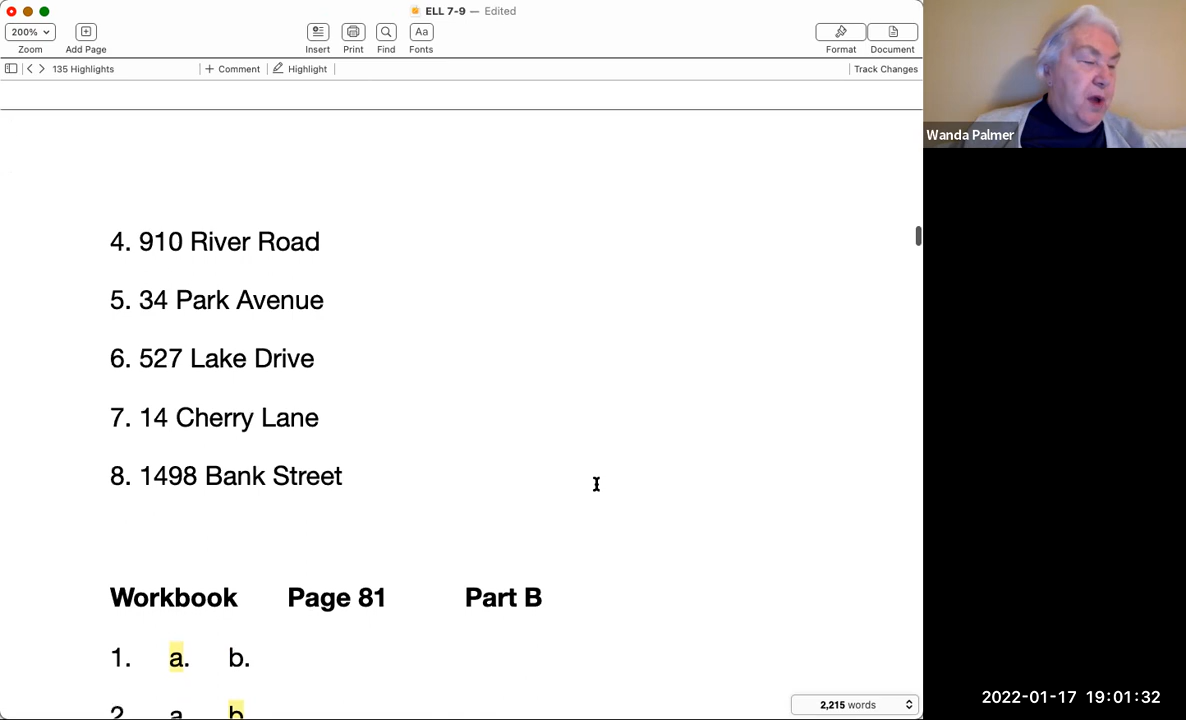 ELL 7-9 — Edited
200%
Zoom
Add Page
Insert
Print
Find
Aa
Fonts
Format
Document
135 Highlights
+ Comment
Highlight
Track Changes
4. 910 River Road
5. 34 Park Avenue
6. 527 Lake Drive
7. 14 Cherry Lane
8. 1498 Bank Street
Workbook Page 81 Part B
1. a. b.
2. a. b.
2,215 words
Wanda Palmer
2022-01-17 19:01:32